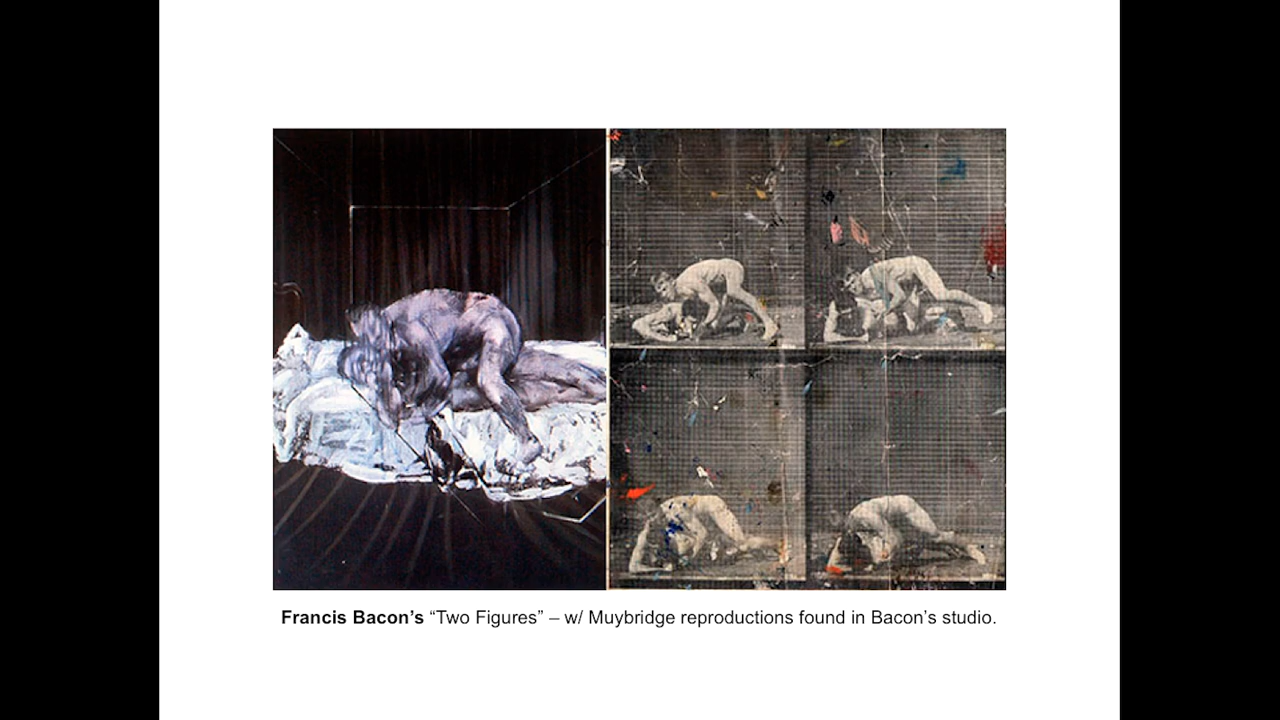 Francis Bacon’s “Two Figures” – w/ Muybridge reproductions found in Bacon’s studio.